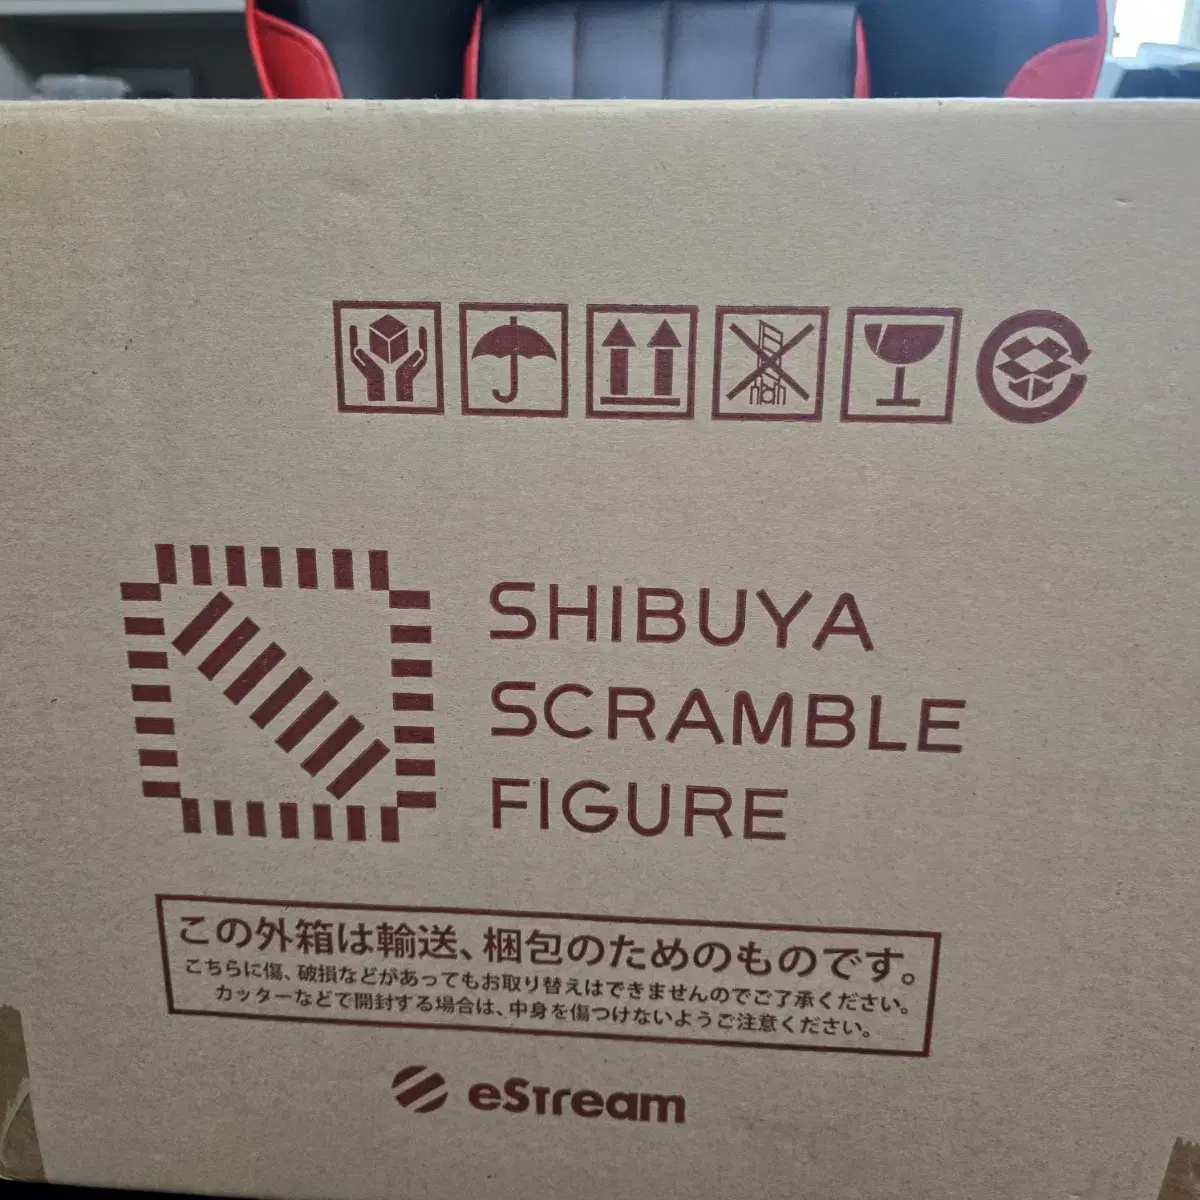 SHIBUYA
SCRAMBLE
FIGURE
この外箱は輸送、梱包のためのものです。
こちらに傷、破損などがあってもお取り替えはできませんのでご了承ください。
カッターなどで開封する場合は、中身を傷つけないようご注意ください。
eStream